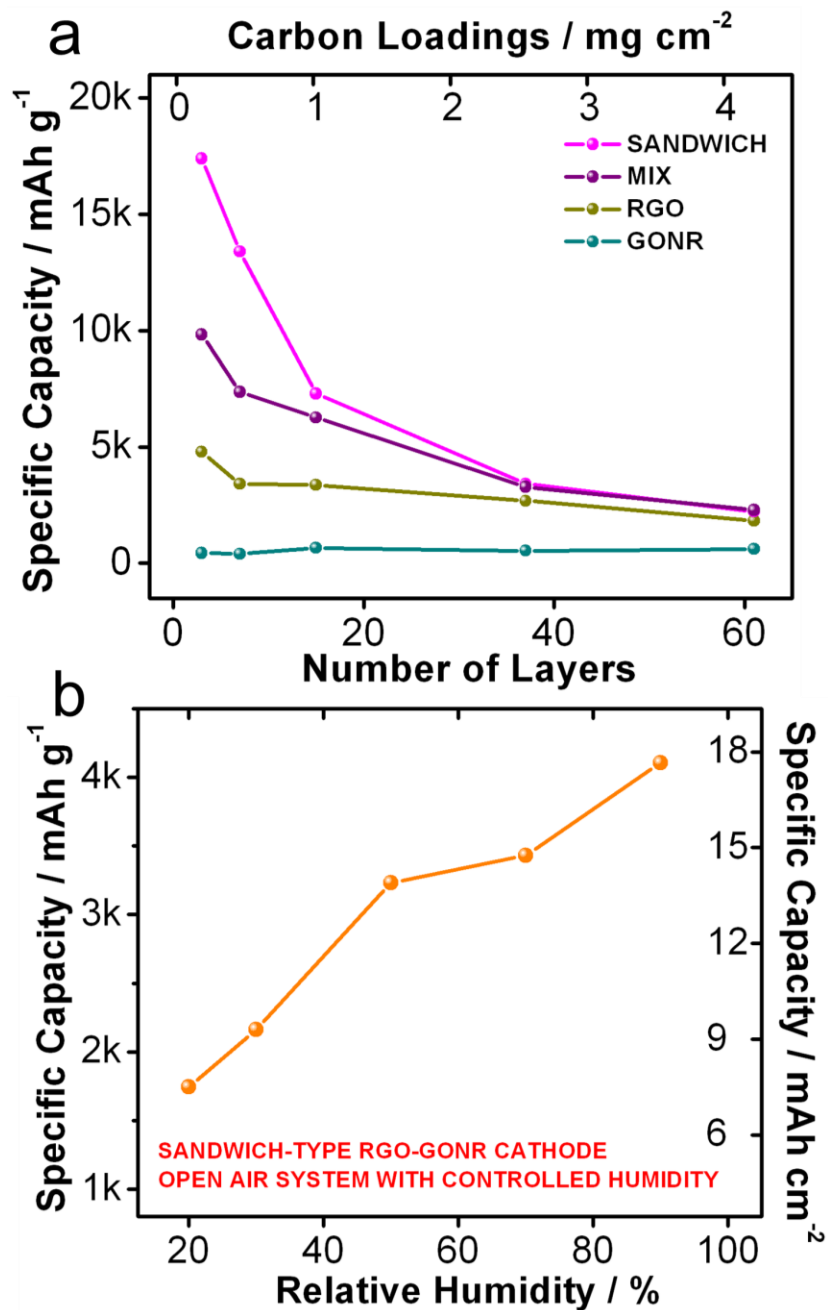 a
Carbon Loadings / mg cm⁻²
0 1 2 3 4
Specific Capacity / mAh g⁻¹
20k
15k
10k
5k
0
SANDWICH
MIX
RGO
GONR
0 20 40 60
Number of Layers
b
Specific Capacity / mAh g⁻¹
4k
3k
2k
1k
18
15
12
9
6
Specific Capacity / mAh cm⁻²
SANDWICH-TYPE RGO-GONR CATHODE
OPEN AIR SYSTEM WITH CONTROLLED HUMIDITY
20 40 60 80 100
Relative Humidity / %